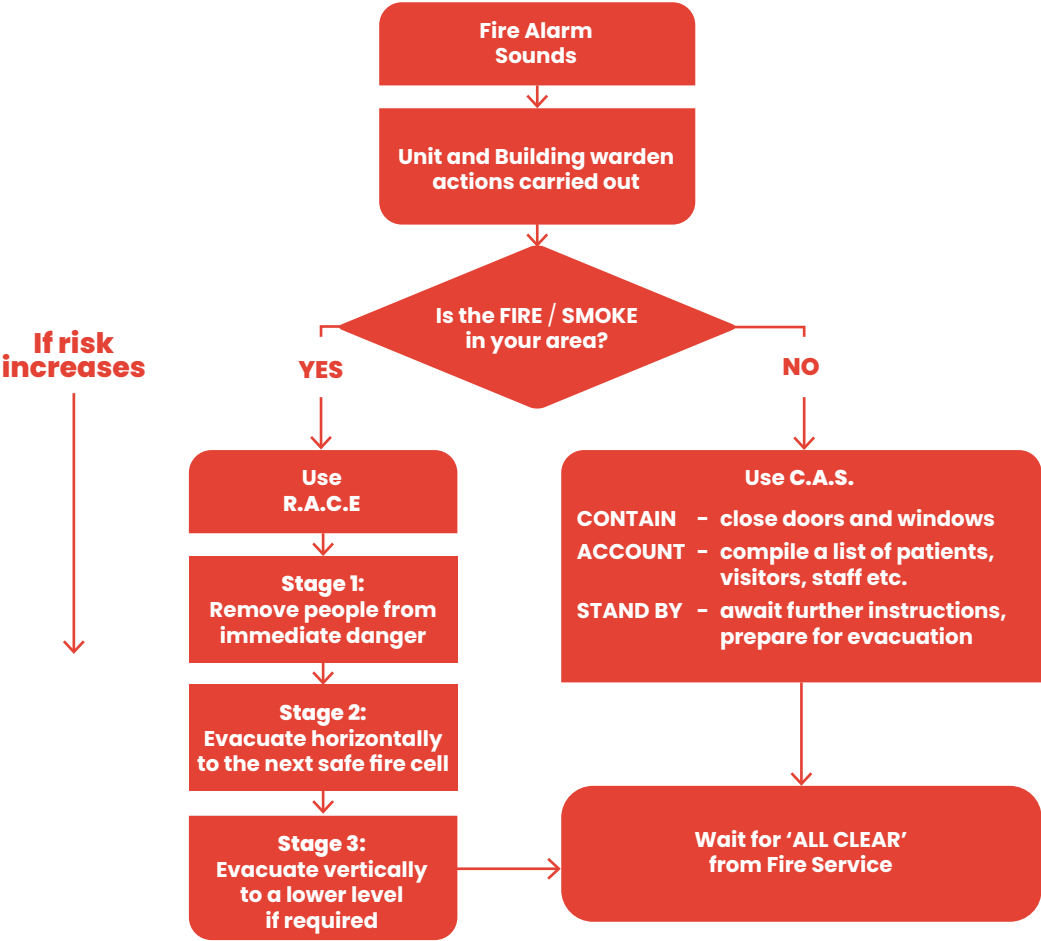 Fire Alarm
Sounds
Unit and Building warden
actions carried out
Is the FIRE / SMOKE
in your area?
If risk
increases
YES
NO
Use
R.A.C.E
Stage 1:
Remove people from
immediate danger
Stage 2:
Evacuate horizontally
to the next safe fire cell
Stage 3:
Evacuate vertically
to a lower level
if required
Use C.A.S.
CONTAIN - close doors and windows
ACCOUNT - compile a list of patients,
visitors, staff etc.
STAND BY - await further instructions,
prepare for evacuation
Wait for ‘ALL CLEAR’
from Fire Service